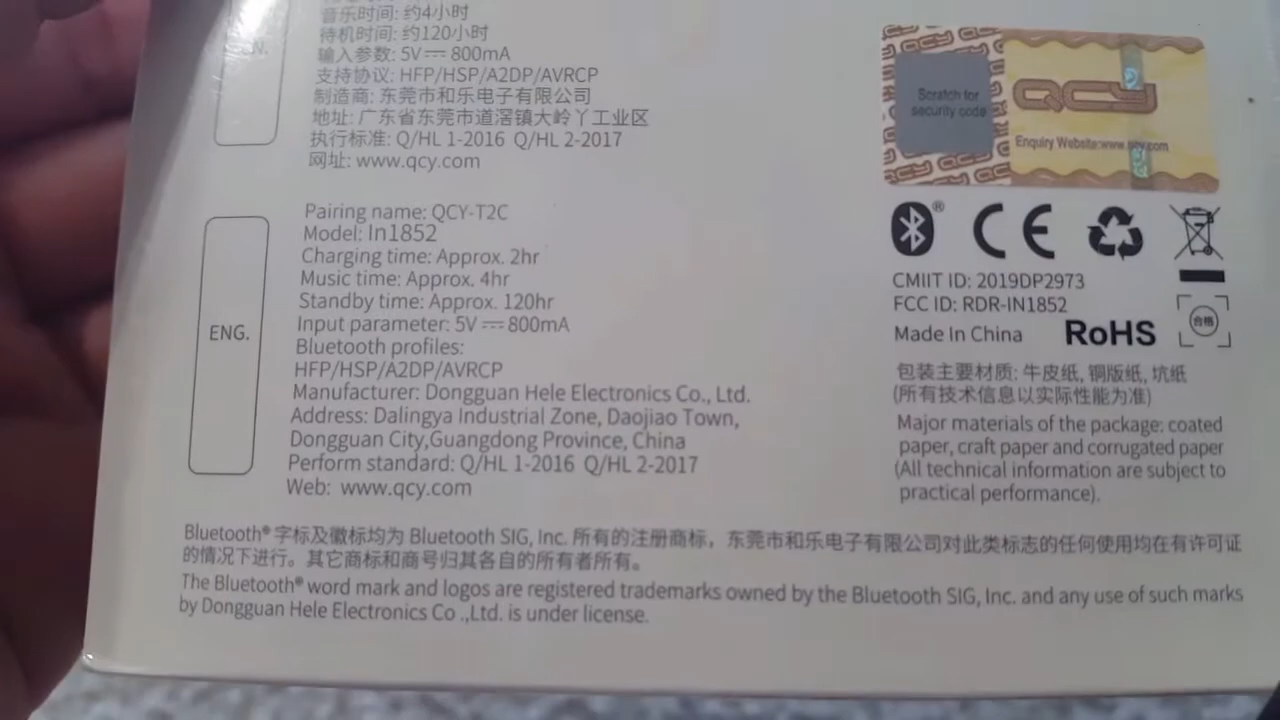 音乐时间: 约4小时
待机时间: 约120小时
输入参数: 5V⎓800mA
支持协议: HFP/HSP/A2DP/AVRCP
制造商: 东莞市和乐电子有限公司
地址: 广东省东莞市道滘镇大岭丫工业区
执行标准: Q/HL 1-2016 Q/HL 2-2017
网址: www.qcy.com
ENG.
Pairing name: QCY-T2C
Model: In1852
Charging time: Approx. 2hr
Music time: Approx. 4hr
Standby time: Approx. 120hr
Input parameter: 5V⎓800mA
Bluetooth profiles:
HFP/HSP/A2DP/AVRCP
Manufacturer: Dongguan Hele Electronics Co., Ltd.
Address: Dalingya Industrial Zone, Daojiao Town,
Dongguan City,Guangdong Province, China
Perform standard: Q/HL 1-2016 Q/HL 2-2017
Web: www.qcy.com
Scratch for
security code
QCY
Enquiry Website:www.qcy.com
® CE
CMIIT ID: 2019DP2973
FCC ID: RDR-IN1852
Made In China RoHS 合格
包装主要材质: 牛皮纸, 铜版纸, 坑纸
(所有技术信息以实际性能为准)
Major materials of the package: coated
paper, craft paper and corrugated paper
(All technical information are subject to
practical performance).
Bluetooth® 字标及徽标均为 Bluetooth SIG, Inc. 所有的注册商标，东莞市和乐电子有限公司对此类标志的任何使用均在有许可证
的情况下进行。其它商标和商号归其各自的所有者所有。
The Bluetooth® word mark and logos are registered trademarks owned by the Bluetooth SIG, Inc. and any use of such marks
by Dongguan Hele Electronics Co .,Ltd. is under license.